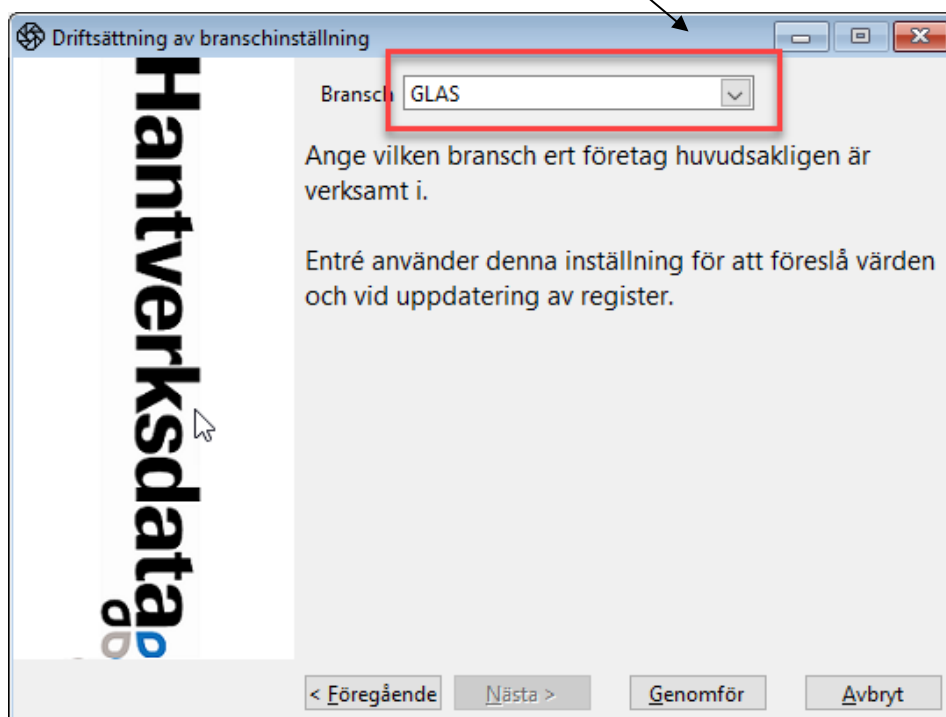 Driftsättning av branschinställning
Hantverksdata
Bransch GLAS
Ange vilken bransch ert företag huvudsakligen är
verksamt i.
Entré använder denna inställning för att föreslå värden
och vid uppdatering av register.
< Föregående Nästa > Genomför Avbryt